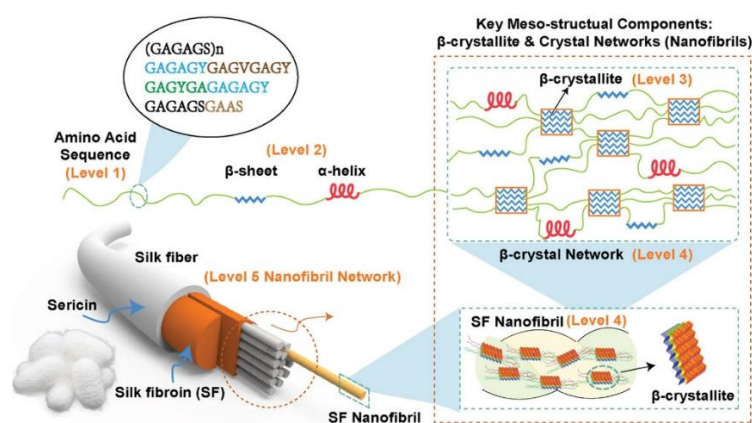 Key Meso-structual Components:
β-crystallite & Crystal Networks (Nanofibrils)
(GAGAGS)n
GAGAGYGAGVGAGY
GAGYGAGAGAGY
GAGAGSGAAS
Amino Acid
Sequence
(Level 1)
(Level 2)
β-sheet
α-helix
β-crystallite (Level 3)
β-crystal Network (Level 4)
Silk fiber
(Level 5 Nanofibril Network)
Sericin
Silk fibroin (SF)
SF Nanofibril
SF Nanofibril (Level 4)
β-crystallite